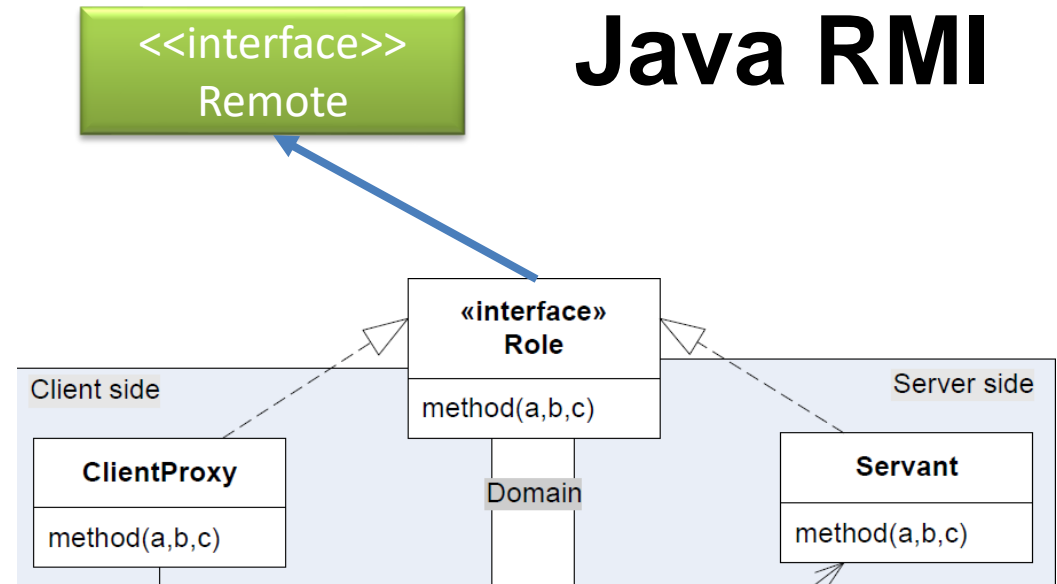 <<interface>>
Remote
Java RMI
«interface»
Role
method(a,b,c)
Client side
Server side
ClientProxy
method(a,b,c)
Domain
Servant
method(a,b,c)